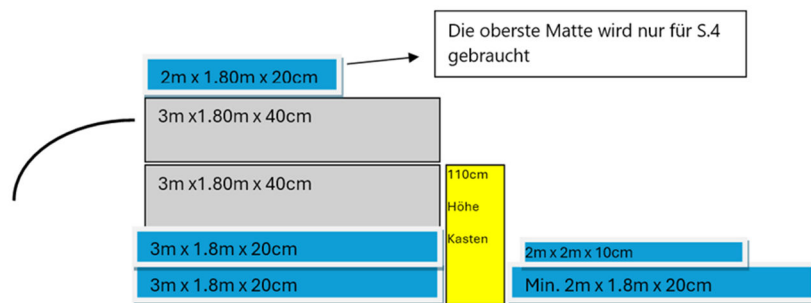 Die oberste Matte wird nur für S.4
gebraucht
2m x 1.80m x 20cm
3m x1.80m x 40cm
3m x1.80m x 40cm
110cm
Höhe
Kasten
3m x 1.8m x 20cm
2m x 2m x 10cm
3m x 1.8m x 20cm
Min. 2m x 1.8m x 20cm